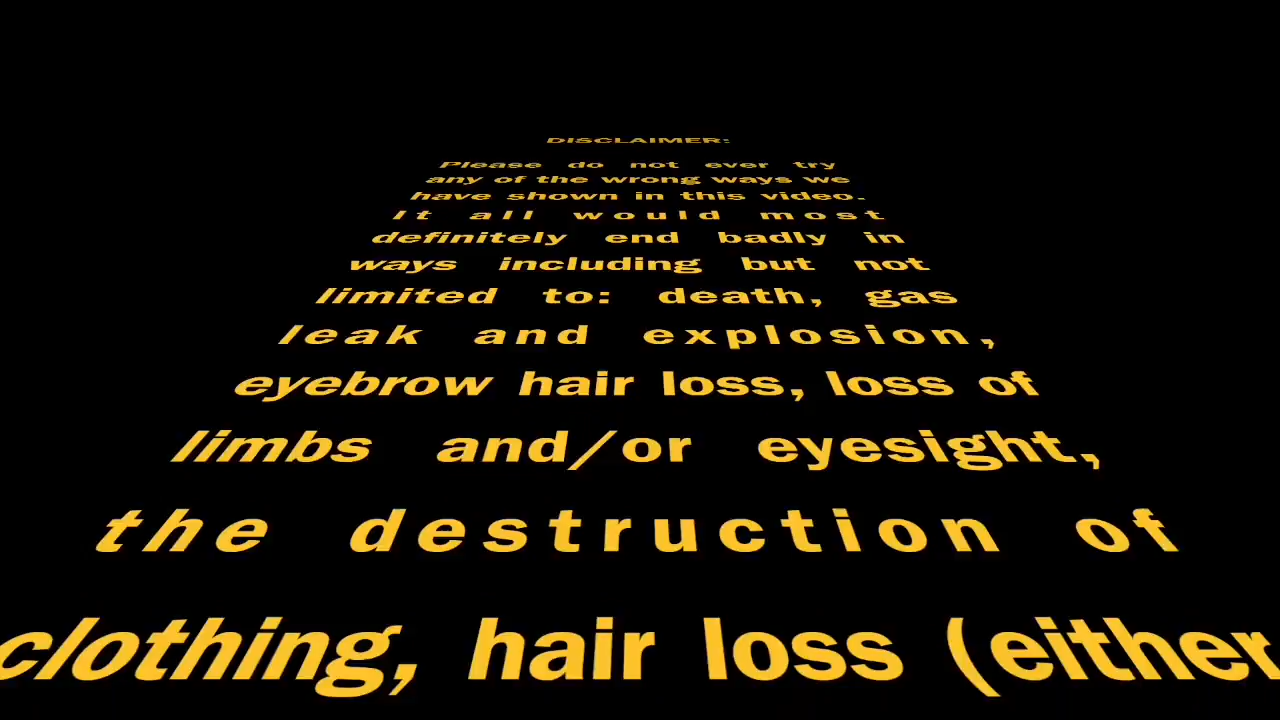 DISCLAIMER:
Please do not ever try
any of the wrong ways we
have shown in this video.
It all would most
definitely end badly in
ways including but not
limited to: death, gas
leak and explosion,
eyebrow hair loss, loss of
limbs and/or eyesight,
the destruction of
clothing, hair loss (either